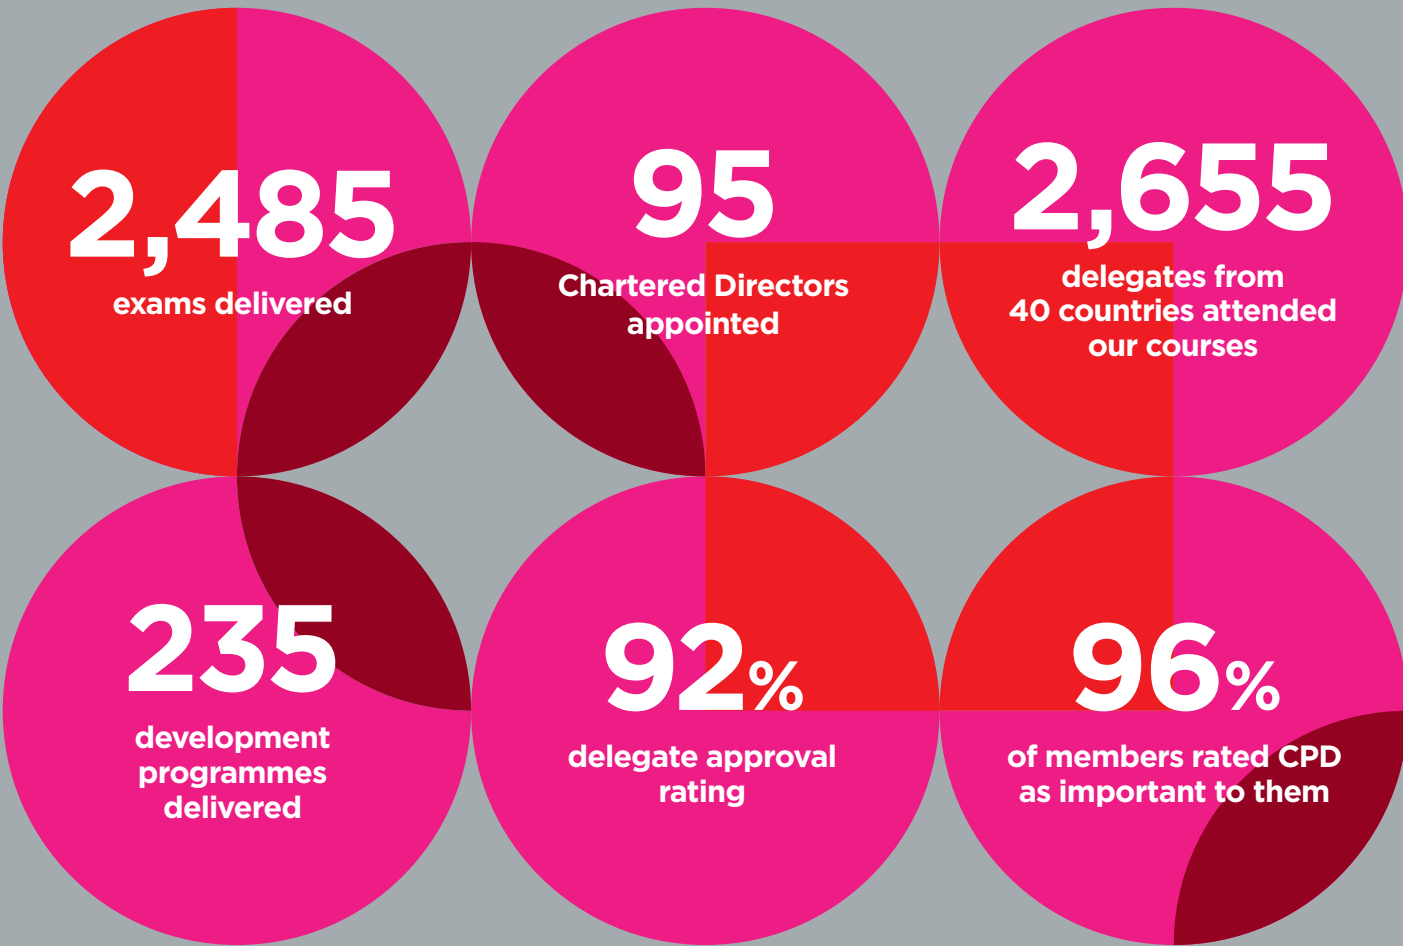 2,485
exams delivered
95
Chartered Directors
appointed
2,655
delegates from
40 countries attended
our courses
235
development
programmes
delivered
92%
delegate approval
rating
96%
of members rated CPD
as important to them